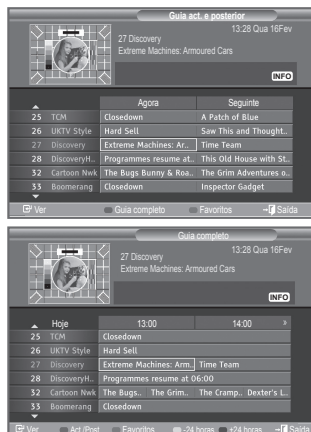 Guia act. e posterior
13:28 Qua 16Fev
27 Discovery
Extreme Machines: Armoured Cars
INFO
Agora Seguinte
25 TCM Closedown A Patch of Blue
26 UKTV Style Hard Sell Saw This and Thought..
27 Discovery Extreme Machines: Ar.. Time Team
28 DiscoveryH.. Programmes resume at.. This Old House with St..
32 Cartoon Nwk The Bugs Bunny & Roa.. The Grim Adventures o..
33 Boomerang Closedown Inspector Gadget
Ver Guia completo Favoritos Saída
Guia completo
13:28 Qua 16Fev
27 Discovery
Extreme Machines: Armoured Cars
INFO
Hoje 13:00 14:00 »
25 TCM Closedown
26 UKTV Style Hard Sell
27 Discovery Extreme Machines: Arm.. Time Team
28 DiscoveryH.. Programmes resume at 06:00
32 Cartoon Nwk The Bugs.. The Grim.. The Cramp.. Dexter's L..
33 Boomerang Closedown
Ver Act./Post. Favoritos -24 horas +24 horas Saída